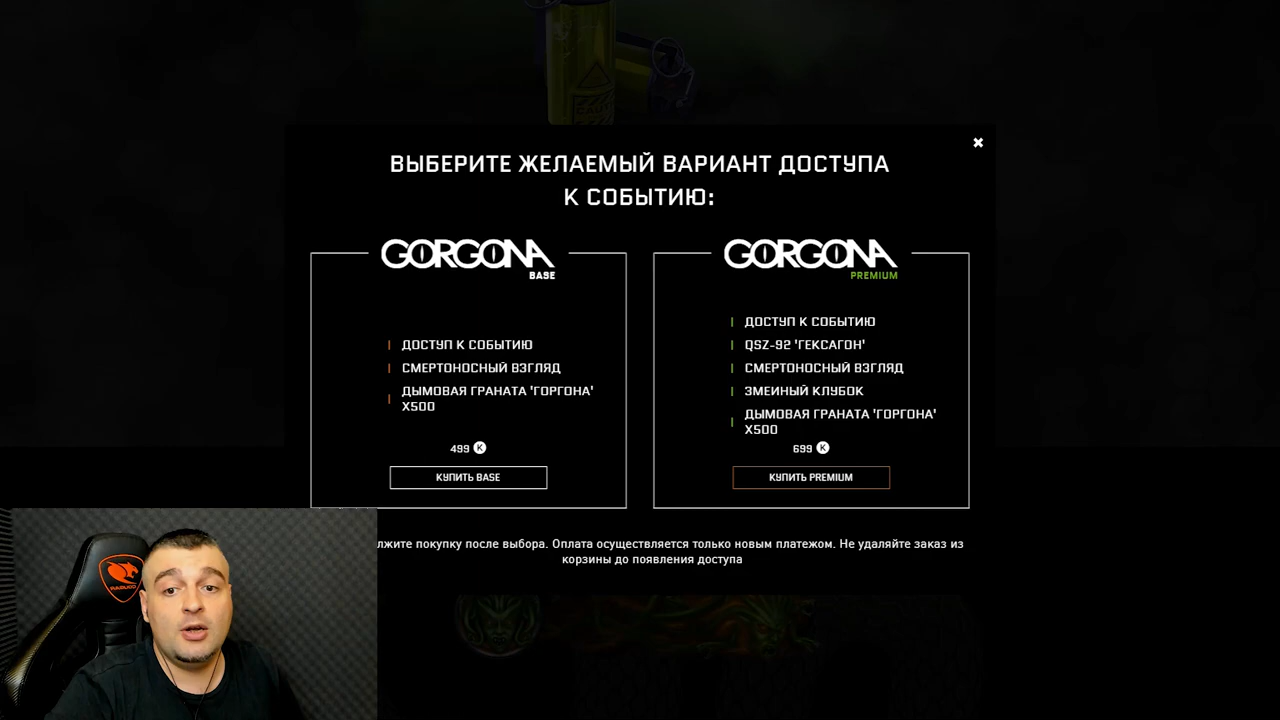 ВЫБЕРИТЕ ЖЕЛАЕМЫЙ ВАРИАНТ ДОСТУПА
К СОБЫТИЮ:
GORGONA
BASE
ДОСТУП К СОБЫТИЮ
СМЕРТОНОСНЫЙ ВЗГЛЯД
ДЫМОВАЯ ГРАНАТА 'ГОРГОНА'
X500
499 K
КУПИТЬ BASE
GORGONA
PREMIUM
ДОСТУП К СОБЫТИЮ
QSZ-92 'ГЕКСАГОН'
СМЕРТОНОСНЫЙ ВЗГЛЯД
ЗМЕИНЫЙ КЛУБОК
ДЫМОВАЯ ГРАНАТА 'ГОРГОНА'
X500
699 K
КУПИТЬ PREMIUM
лжите покупку после выбора. Оплата осуществляется только новым платежом. Не удаляйте заказ из
корзины до появления доступа